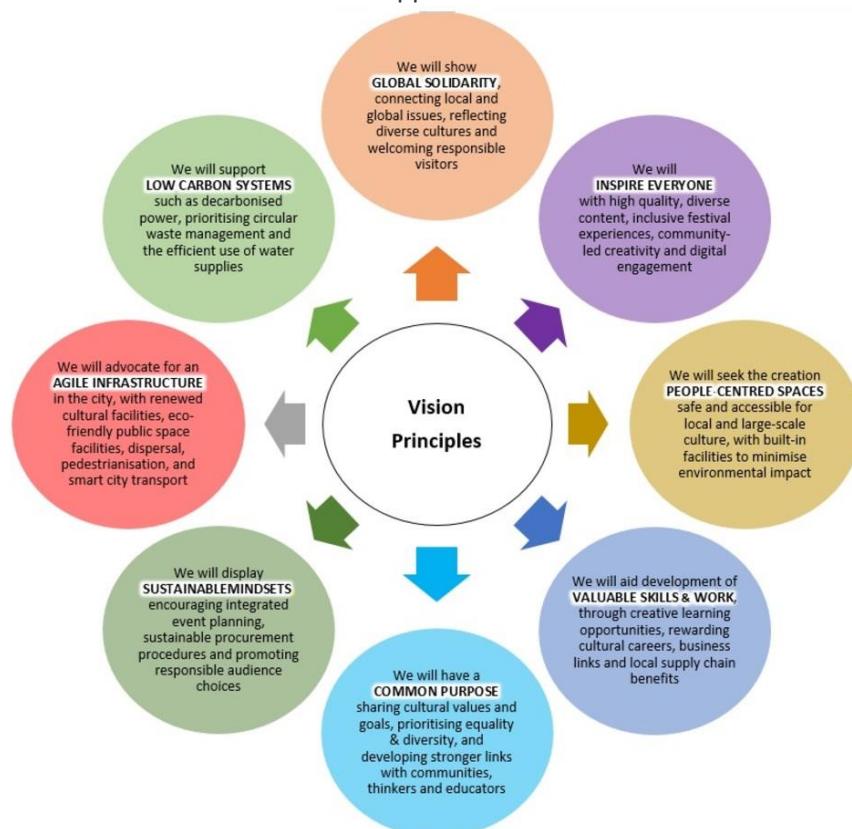 We will show
GLOBAL SOLIDARITY,
connecting local and
global issues, reflecting
diverse cultures and
welcoming responsible
visitors
We will
INSPIRE EVERYONE
with high quality, diverse
content, inclusive festival
experiences, community-
led creativity and digital
engagement
We will seek the creation
PEOPLE-CENTRED SPACES
safe and accessible for
local and large-scale
culture, with built-in
facilities to minimise
environmental impact
We will aid development of
VALUABLE SKILLS & WORK,
through creative learning
opportunities, rewarding
cultural careers, business
links and local supply chain
benefits
We will have a
COMMON PURPOSE
sharing cultural values and
goals, prioritising equality
& diversity, and
developing stronger links
with communities,
thinkers and educators
We will display
SUSTAINABLEMINDSETS
encouraging integrated
event planning,
sustainable procurement
procedures and promoting
responsible audience
choices
We will advocate for an
AGILE INFRASTRUCTURE
in the city, with renewed
cultural facilities, eco-
friendly public space
facilities, dispersal,
pedestrianisation, and
smart city transport
We will support
LOW CARBON SYSTEMS
such as decarbonised
power, prioritising circular
waste management and
the efficient use of water
supplies
Vision
Principles